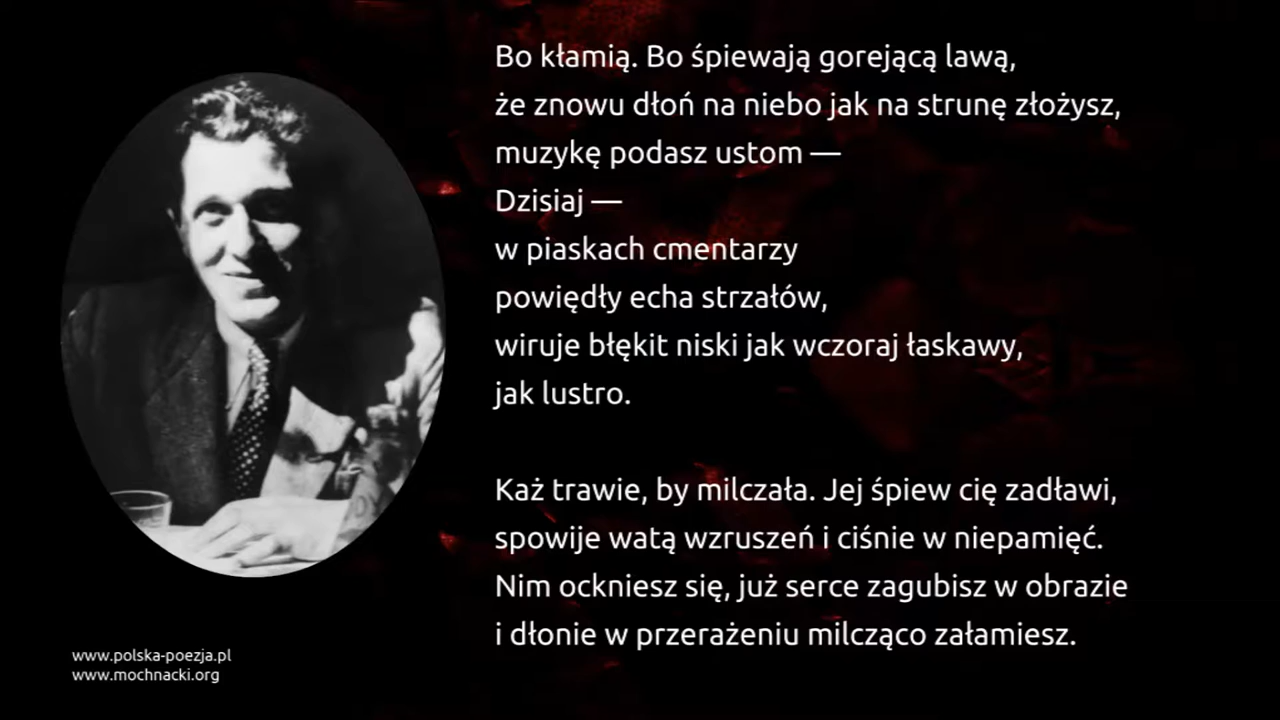 Bo kłamią. Bo śpiewają gorejącą lawą,
że znowu dłoń na niebo jak na strunę złożysz,
muzykę podasz ustom —
Dzisiaj —
w piaskach cmentarzy
powiędły echa strzałów,
wiruje błękit niski jak wczoraj łaskawy,
jak lustro.
Każ trawie, by milczała. Jej śpiew cię zadławi,
spowije watą wzruszeń i ciśnie w niepamięć.
Nim ockniesz się, już serce zagubisz w obrazie
i dłonie w przerażeniu milcząco załamiesz.
www.polska-poezja.pl
www.mochnacki.org